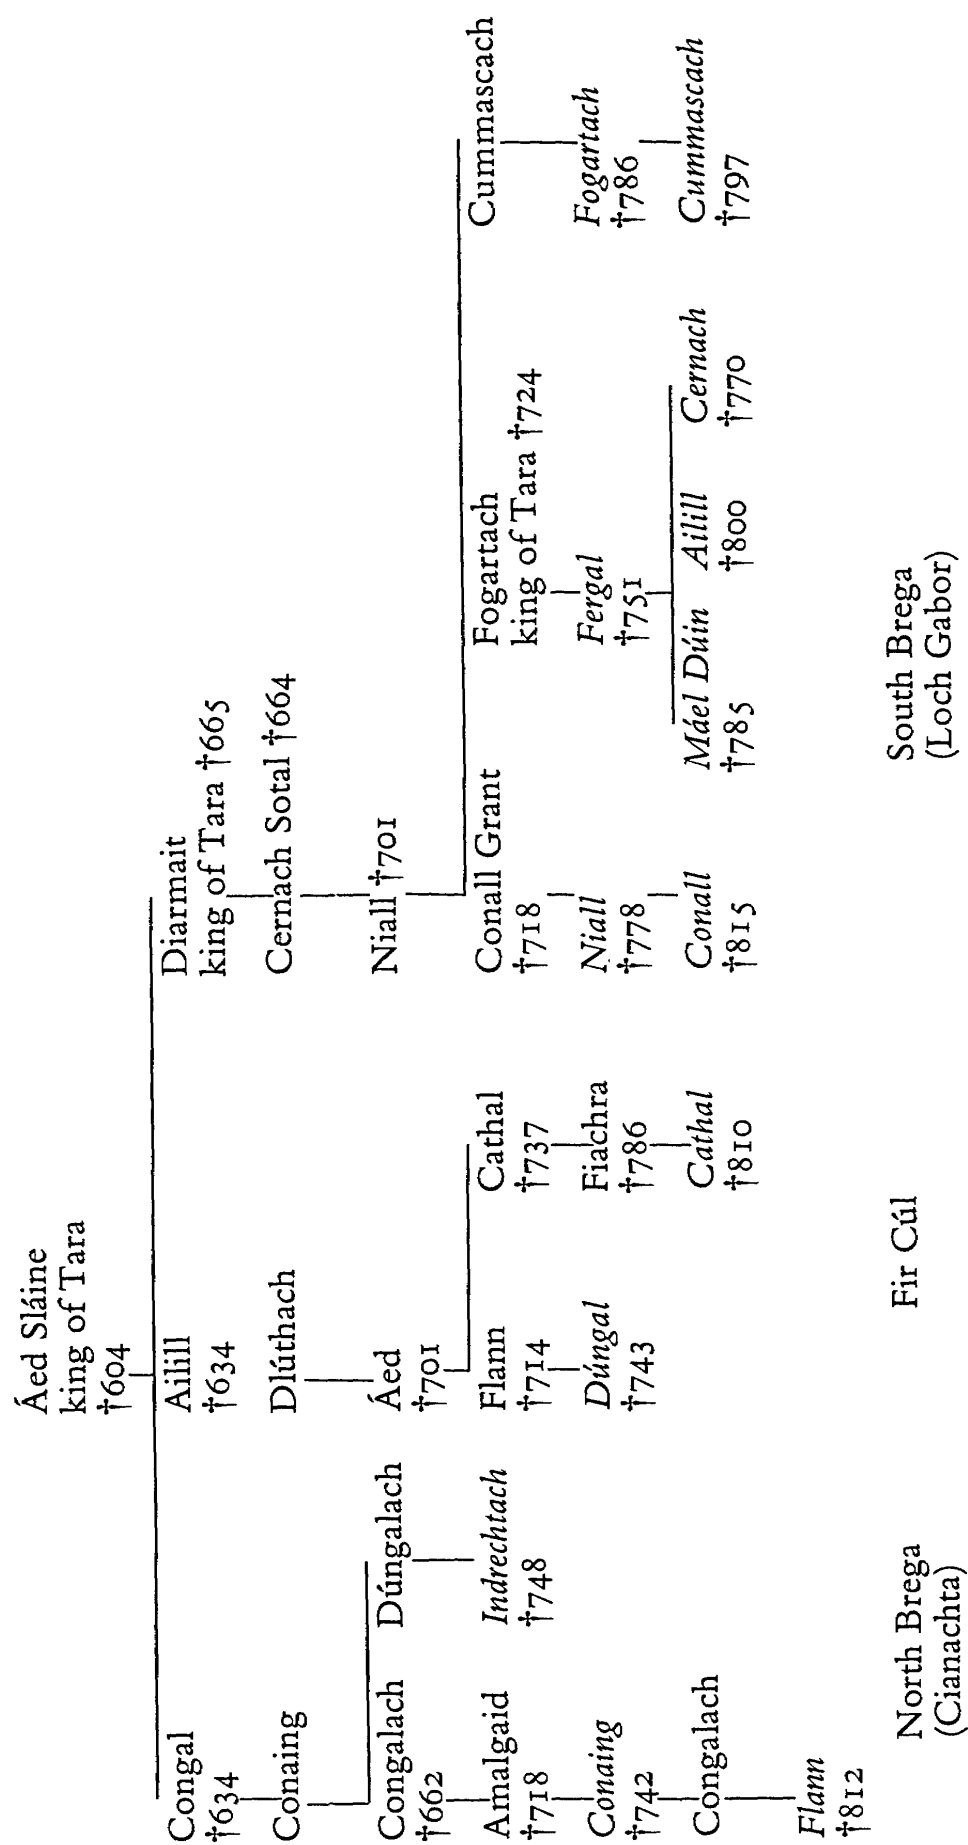 Áed Sláine
king of Tara
†604
Congal
†634
Ailill
†634
Diarmait
king of Tara †665
Conaing
Dlúthach
Cernach Sotal †664
Congalach
†662
Dúngalach
Áed
†701
Niall †701
Amalgaid
†718
Indrechtach
†748
Flann
†714
Cathal
†737
Conall Grant
†718
Fogartach
king of Tara †724
Cummascach
Conaing
†742
Dúngal
†743
Fiachra
†786
Niall
†778
Fergal
†751
Fogartach
†786
Congalach
Cathal
†810
Conall
†815
Máel Dúin
†785
Ailill
†800
Cernach
†770
Cummascach
†797
Flann
†812
North Brega
(Cianachta)
Fir Cúl
South Brega
(Loch Gabor)